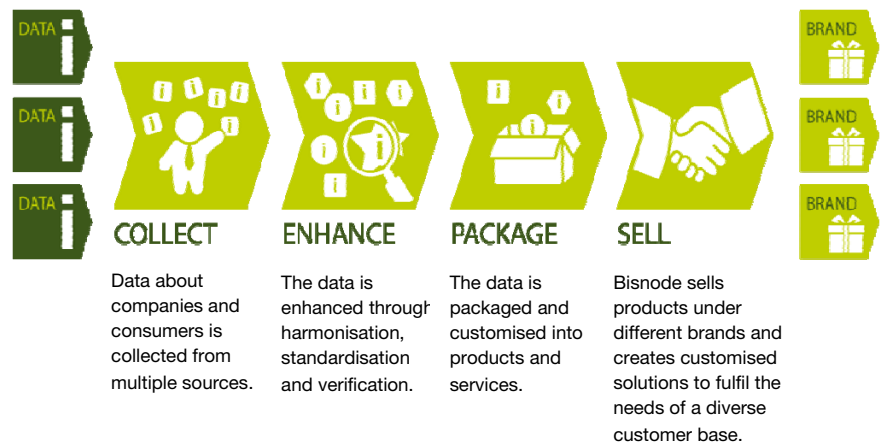 DATA
DATA
DATA
COLLECT
Data about
companies and
consumers is
collected from
multiple sources.
ENHANCE
The data is
enhanced through
harmonisation,
standardisation
and verification.
PACKAGE
The data is
packaged and
customised into
products and
services.
SELL
Bisnode sells
products under
different brands and
creates customised
solutions to fulfil the
needs of a diverse
customer base.
BRAND
BRAND
BRAND